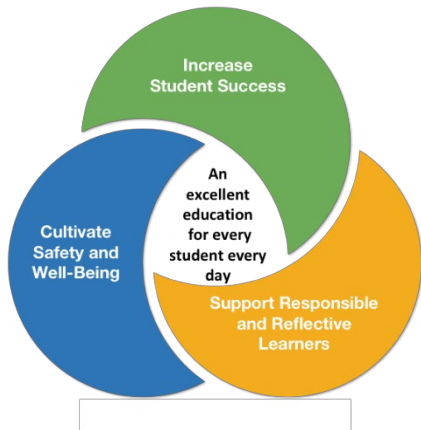 Increase
Student Success
An
excellent
education
for every
student every
day
Cultivate
Safety and
Well-Being
Support Responsible
and Reflective
Learners